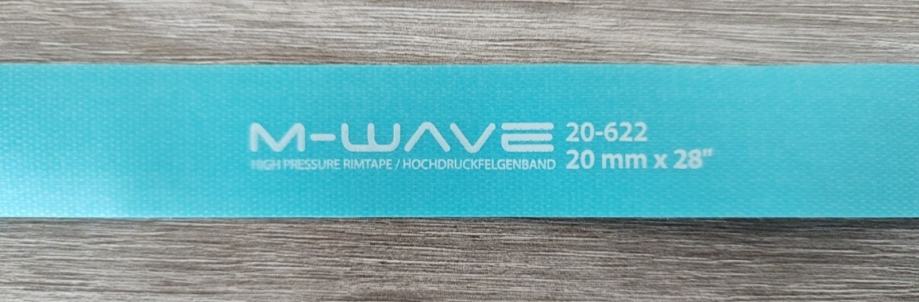 M-WAVE
HIGH PRESSURE RIMTAPE / HOCHDRUCKFELGENBAND
20-622
20 mm x 28"